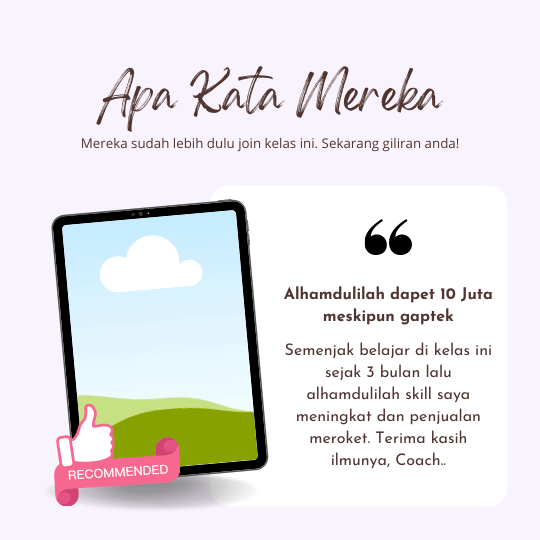 Apa Kata Mereka
Mereka sudah lebih dulu join kelas ini. Sekarang giliran anda!
Alhamdulilah dapet 10 Juta
meskipun gaptek
Semenjak belajar di kelas ini
sejak 3 bulan lalu
alhamdulilah skill saya
meningkat dan penjualan
meroket. Terima kasih
ilmunya, Coach..
RECOMMENDED